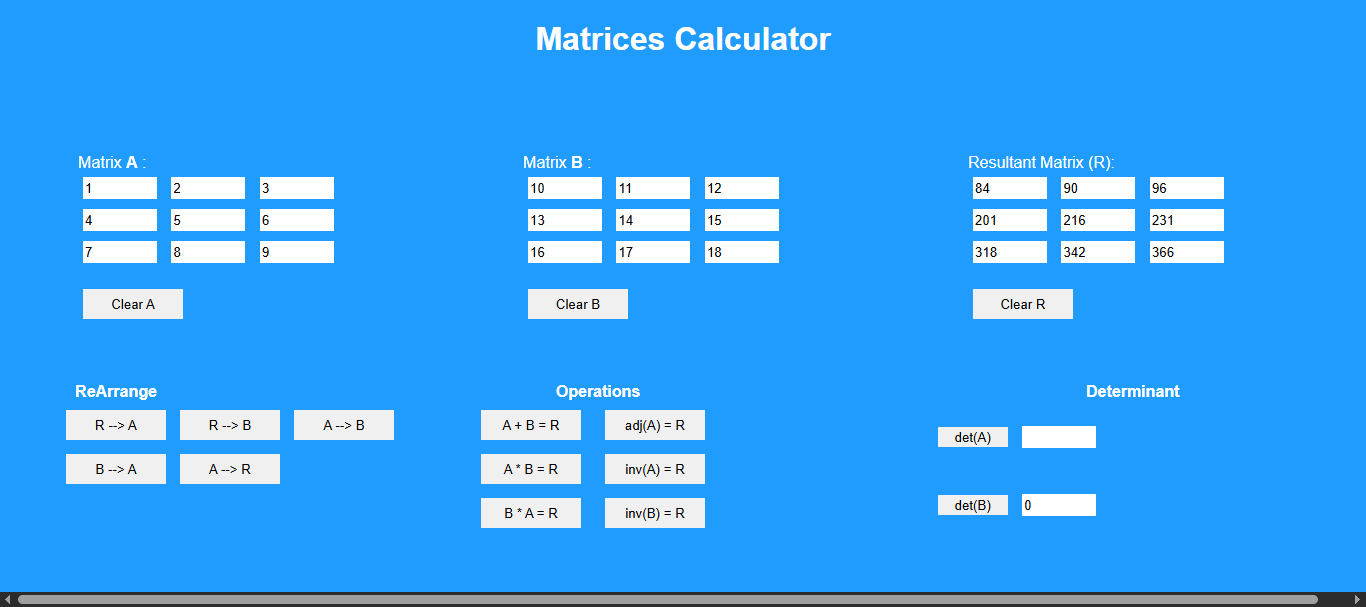 Matrices Calculator
Matrix A : Matrix B : Resultant Matrix (R):
1 2 3 10 11 12 84 90 96
4 5 6 13 14 15 201 216 231
7 8 9 16 17 18 318 342 366
Clear A Clear B Clear R
ReArrange Operations Determinant
R --> A R --> B A --> B A + B = R adj(A) = R det(A)
B --> A A --> R A * B = R inv(A) = R
B * A = R inv(B) = R det(B) 0